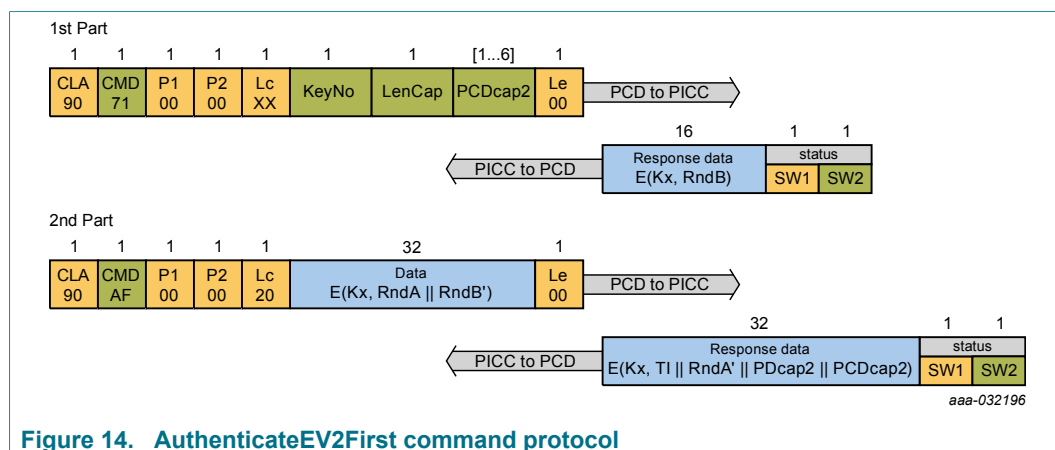 1st Part
1 1 1 1 1 1 1 [1...6] 1
CLA CMD P1 P2 Lc KeyNo LenCap PCDcap2 Le
90 71 00 00 XX 00
PCD to PICC
16 1 1
PICC to PCD
Response data status
E(Kx, RndB) SW1 SW2
2nd Part
1 1 1 1 1 32 1
CLA CMD P1 P2 Lc Data Le
90 AF 00 00 20 E(Kx, RndA || RndB') 00
PCD to PICC
32 1 1
PICC to PCD
Response data status
E(Kx, TI || RndA' || PDcap2 || PCDcap2) SW1 SW2
aaa-032196
Figure 14. AuthenticateEV2First command protocol